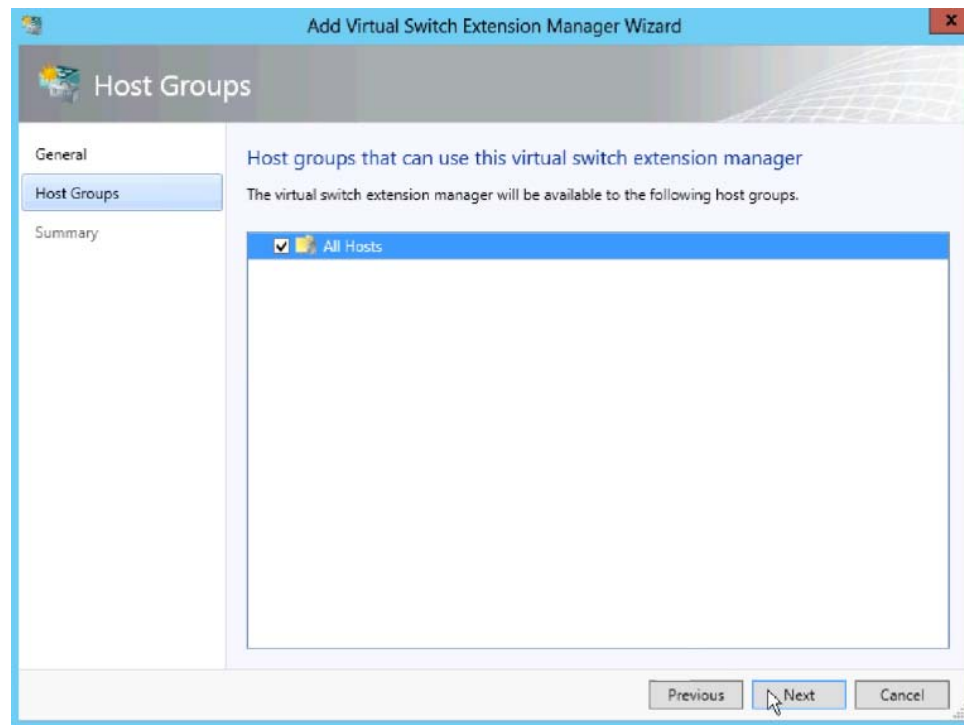 Add Virtual Switch Extension Manager Wizard
x
Host Groups
General
Host Groups
Summary
Host groups that can use this virtual switch extension manager
The virtual switch extension manager will be available to the following host groups.
All Hosts
Previous
Next
Cancel